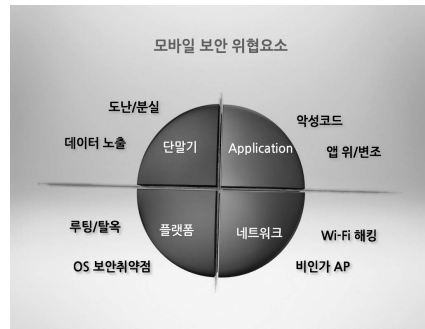 모바일 보안 위협요소
도난/분실
데이터 노출
단말기
Application
악성코드
앱 위/변조
루팅/탈옥
OS 보안취약점
플랫폼
네트워크
Wi-Fi 해킹
비인가 AP